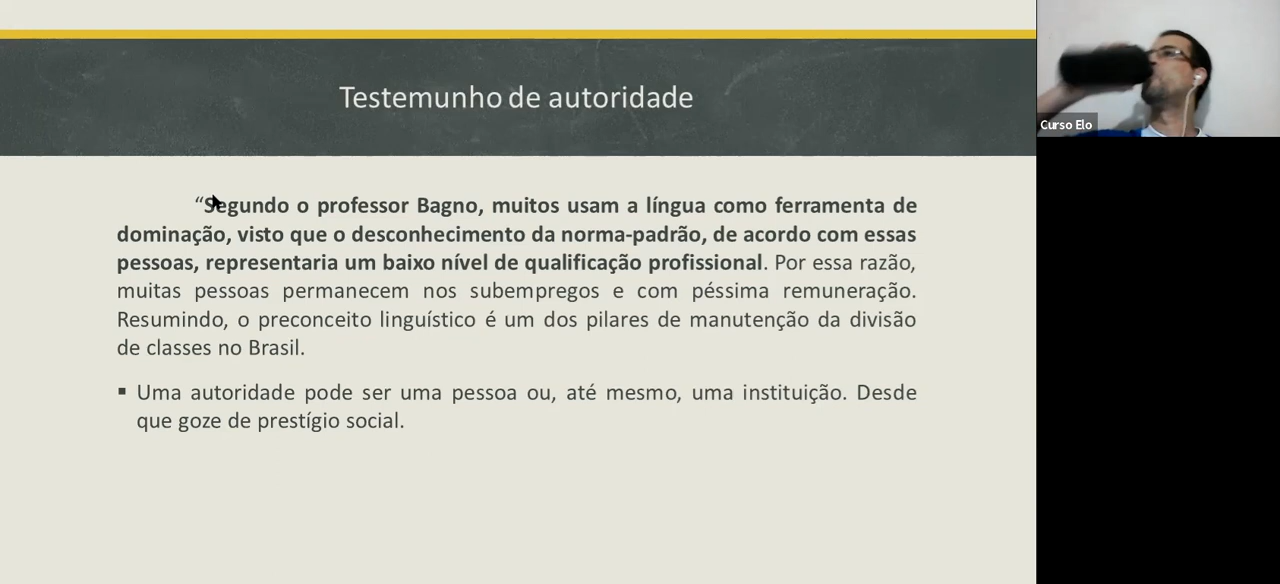 Testemunho de autoridade
“Segundo o professor Bagno, muitos usam a língua como ferramenta de
dominação, visto que o desconhecimento da norma-padrão, de acordo com essas
pessoas, representaria um baixo nível de qualificação profissional. Por essa razão,
muitas pessoas permanecem nos subempregos e com péssima remuneração.
Resumindo, o preconceito linguístico é um dos pilares de manutenção da divisão
de classes no Brasil.
▪ Uma autoridade pode ser uma pessoa ou, até mesmo, uma instituição. Desde
que goze de prestígio social.
Curso Elo